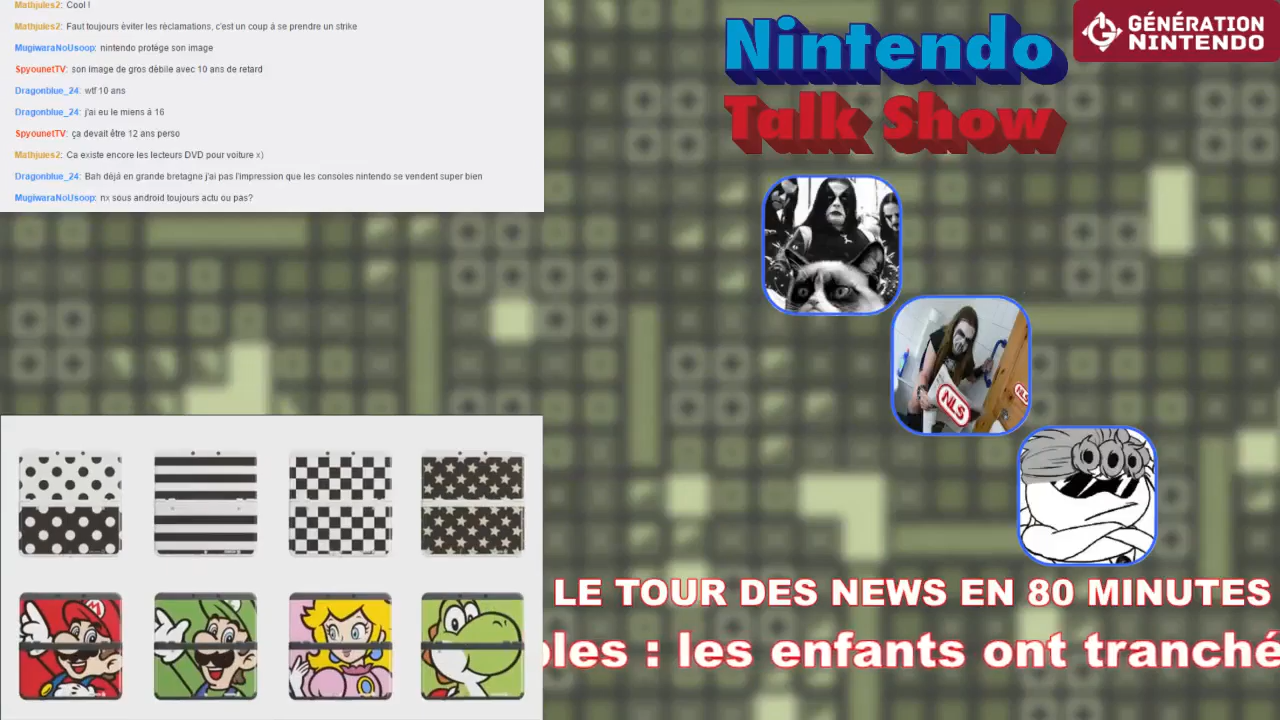 Mathjules2: Cool !
Mathjules2: Faut toujours éviter les réclamations, c'est un coup à se prendre un strike
MugiwaraNoUsoop: nintendo protége son image
SpyounetTV: son image de gros débile avec 10 ans de retard
Dragonblue_24: wtf 10 ans
Dragonblue_24: j'ai eu le miens à 16
SpyounetTV: ça devait être 12 ans perso
Mathjules2: Ca existe encore les lecteurs DVD pour voiture x)
Dragonblue_24: Bah déjà en grande bretagne j'ai pas l'impression que les consoles nintendo se vendent super bien
MugiwaraNoUsoop: nx sous android toujours actu ou pas?
Nintendo
Talk Show
GÉNÉRATION
NINTENDO
NLS
NLS
LE TOUR DES NEWS EN 80 MINUTES
bles : les enfants ont tranché